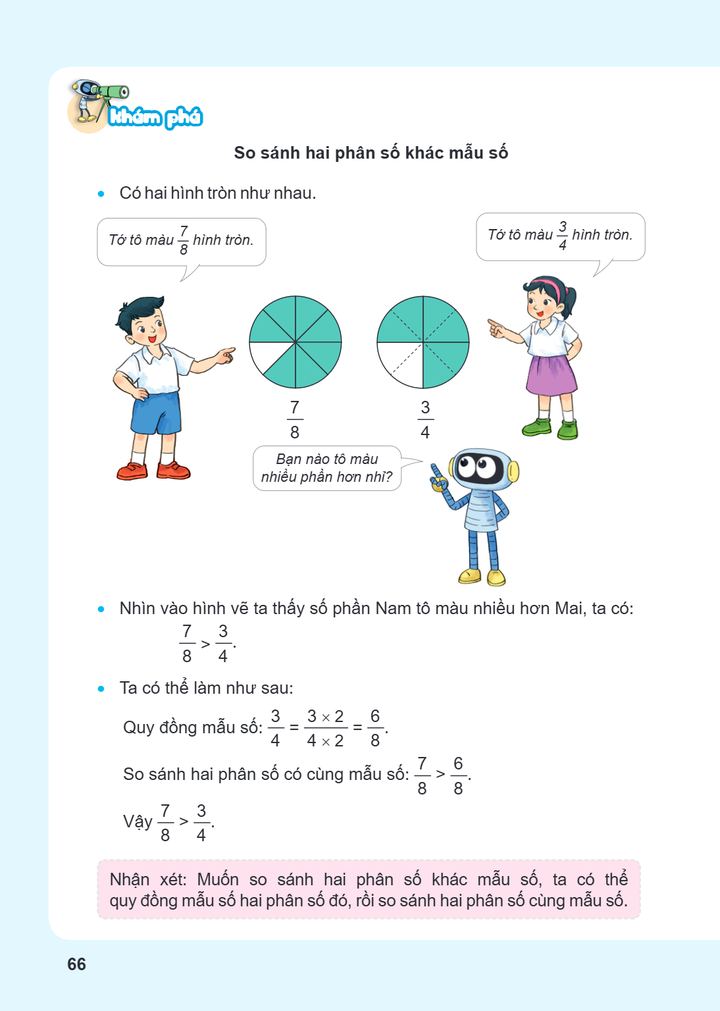 khám phá
So sánh hai phân số khác mẫu số
• Có hai hình tròn như nhau.
Tớ tô màu 7/8 hình tròn.
Tớ tô màu 3/4 hình tròn.
7/8
3/4
Bạn nào tô màu
nhiều phần hơn nhỉ?
• Nhìn vào hình vẽ ta thấy số phần Nam tô màu nhiều hơn Mai, ta có:
7/8 > 3/4.
• Ta có thể làm như sau:
Quy đồng mẫu số: 3/4 = (3 × 2)/(4 × 2) = 6/8.
So sánh hai phân số có cùng mẫu số: 7/8 > 6/8.
Vậy 7/8 > 3/4.
Nhận xét: Muốn so sánh hai phân số khác mẫu số, ta có thể
quy đồng mẫu số hai phân số đó, rồi so sánh hai phân số cùng mẫu số.
66